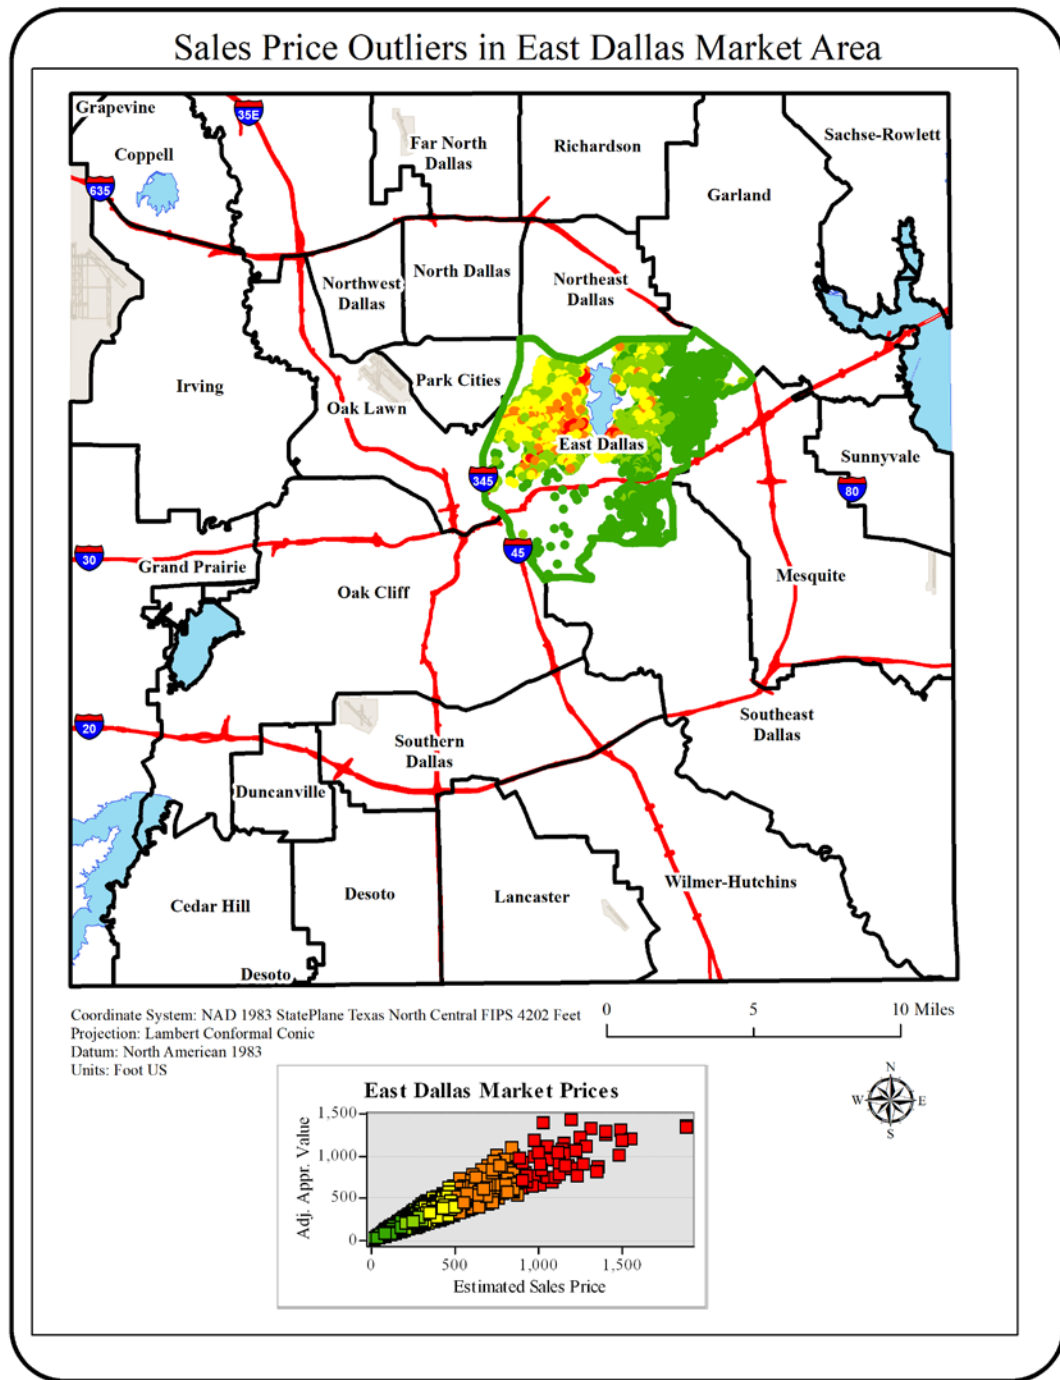 Sales Price Outliers in East Dallas Market Area
Grapevine
35E
Coppell
Far North
Dallas
Richardson
Sachse-Rowlett
635
Garland
Northwest
Dallas
North Dallas
Northeast
Dallas
Irving
Park Cities
Oak Lawn
East Dallas
Sunnyvale
345
80
30
Grand Prairie
45
Oak Cliff
Mesquite
20
Southern
Dallas
Southeast
Dallas
Duncanville
Cedar Hill
Desoto
Lancaster
Wilmer-Hutchins
Desoto
Coordinate System: NAD 1983 StatePlane Texas North Central FIPS 4202 Feet
Projection: Lambert Conformal Conic
Datum: North American 1983
Units: Foot US
0 5 10 Miles
N
W E
S
East Dallas Market Prices
Adj. Appr. Value
1,500
1,000
500
0
0 500 1,000 1,500
Estimated Sales Price